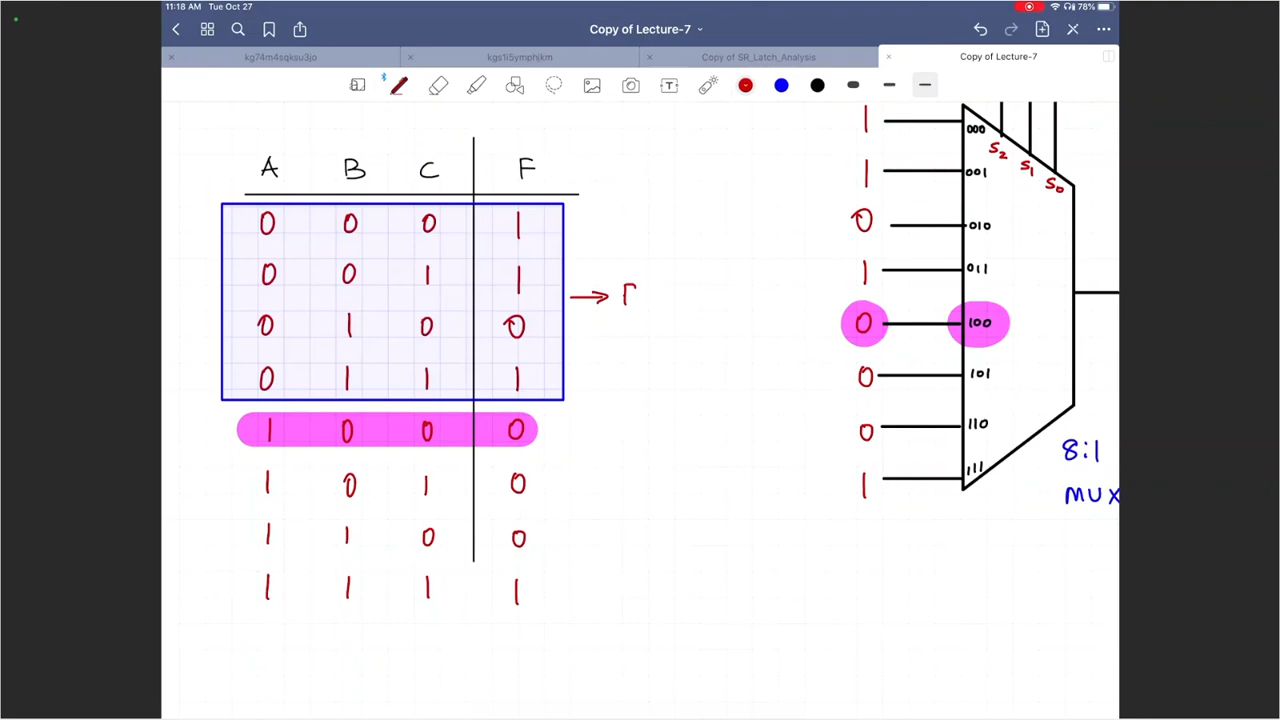 11:18 AM Tue Oct 27
78%
Copy of Lecture-7
kg74m4sqksu3jo
kgs1i5ymphjkm
Copy of SR_Latch_Analysis
Copy of Lecture-7
A B C F
0 0 0 1
0 0 1 1
0 1 0 0
0 1 1 1
1 0 0 0
1 0 1 0
1 1 0 0
1 1 1 1
S2 S1 S0
1 000
1 001
0 010
1 011
0 100
0 101
0 110
1 111
8:1
MUX